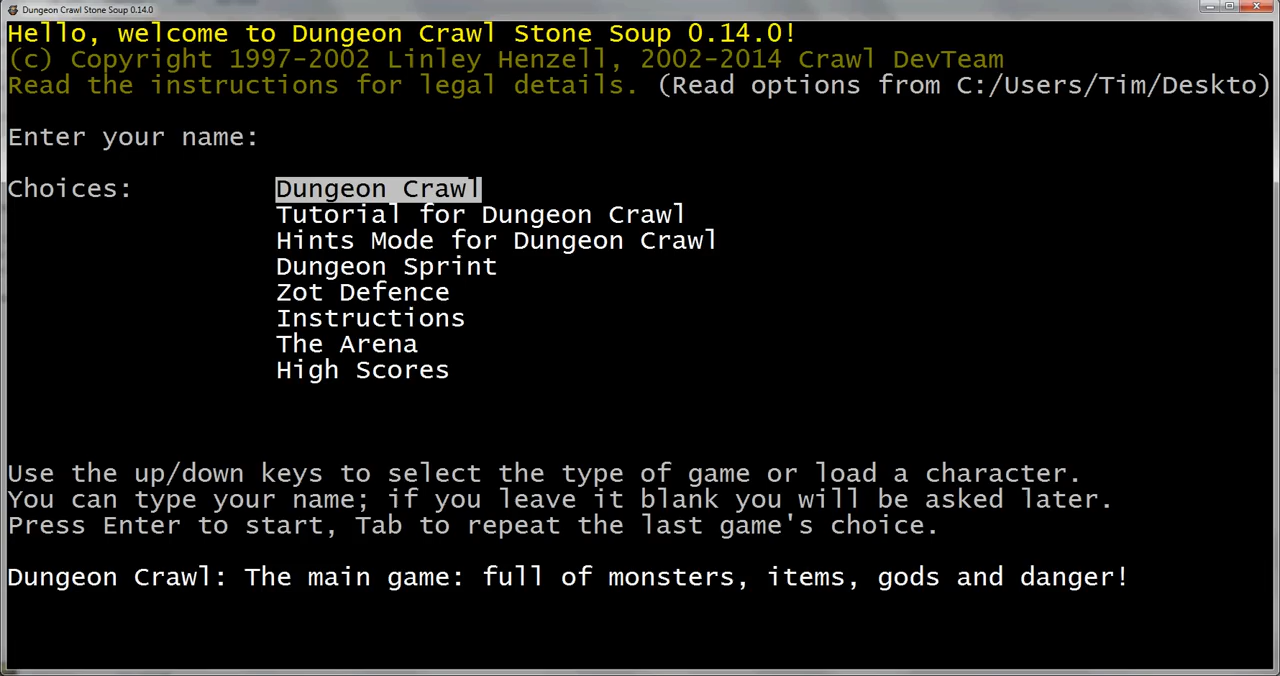 Dungeon Crawl Stone Soup 0.14.0
Hello, welcome to Dungeon Crawl Stone Soup 0.14.0!
(c) Copyright 1997-2002 Linley Henzell, 2002-2014 Crawl DevTeam
Read the instructions for legal details. (Read options from C:/Users/Tim/Deskto)
Enter your name:
Choices: Dungeon Crawl
Tutorial for Dungeon Crawl
Hints Mode for Dungeon Crawl
Dungeon Sprint
Zot Defence
Instructions
The Arena
High Scores
Use the up/down keys to select the type of game or load a character.
You can type your name; if you leave it blank you will be asked later.
Press Enter to start, Tab to repeat the last game's choice.
Dungeon Crawl: The main game: full of monsters, items, gods and danger!